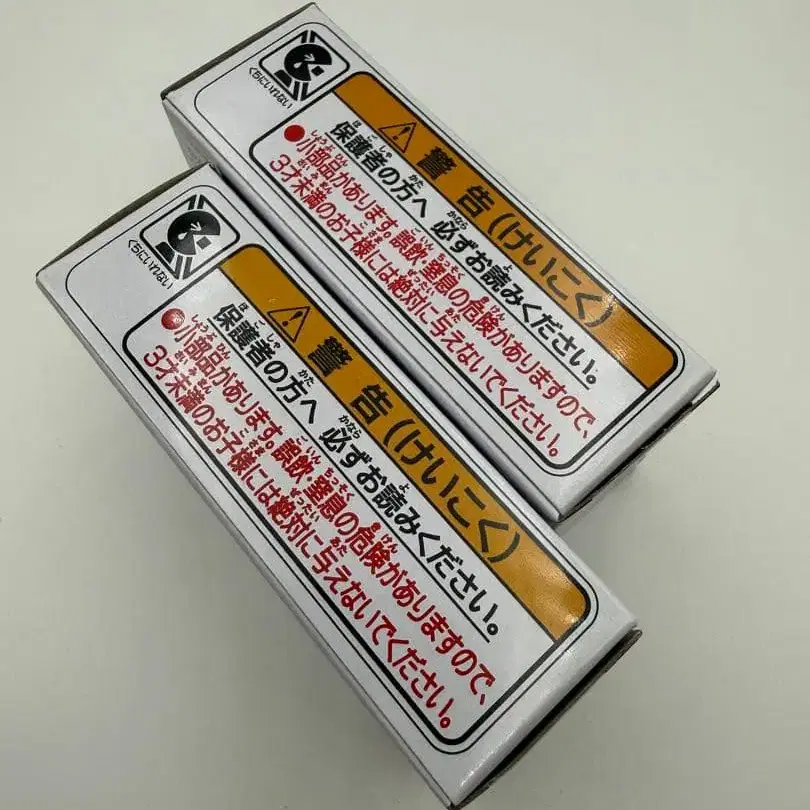 くちにいれない
⚠ 警告(けいこく)
保護者の方へ 必ずお読みください。
●小部品があります。誤飲・窒息の危険がありますので、
3才未満のお子様には絶対に与えないでください。
くちにいれない
⚠ 警告(けいこく)
保護者の方へ 必ずお読みください。
●小部品があります。誤飲・窒息の危険がありますので、
3才未満のお子様には絶対に与えないでください。